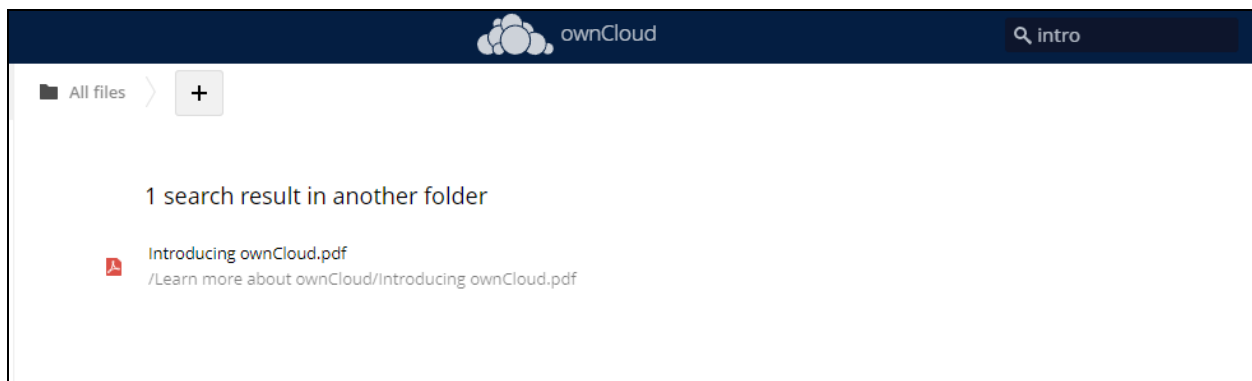 ownCloud
intro
All files
+
1 search result in another folder
Introducing ownCloud.pdf
/Learn more about ownCloud/Introducing ownCloud.pdf